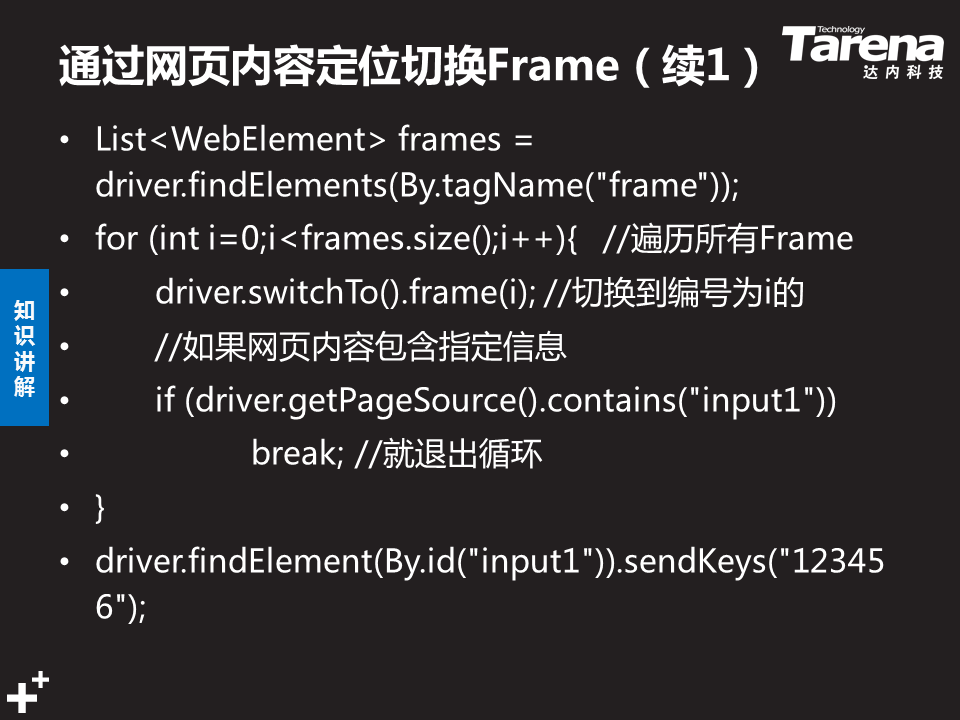 通过网页内容定位切换Frame（续1）
Technology
Tarena
达内科技
• List<WebElement> frames =
driver.findElements(By.tagName("frame"));
• for (int i=0;i<frames.size();i++){ //遍历所有Frame
• driver.switchTo().frame(i); //切换到编号为i的
• //如果网页内容包含指定信息
• if (driver.getPageSource().contains("input1"))
• break; //就退出循环
• }
• driver.findElement(By.id("input1")).sendKeys("12345
6");
知
识
讲
解